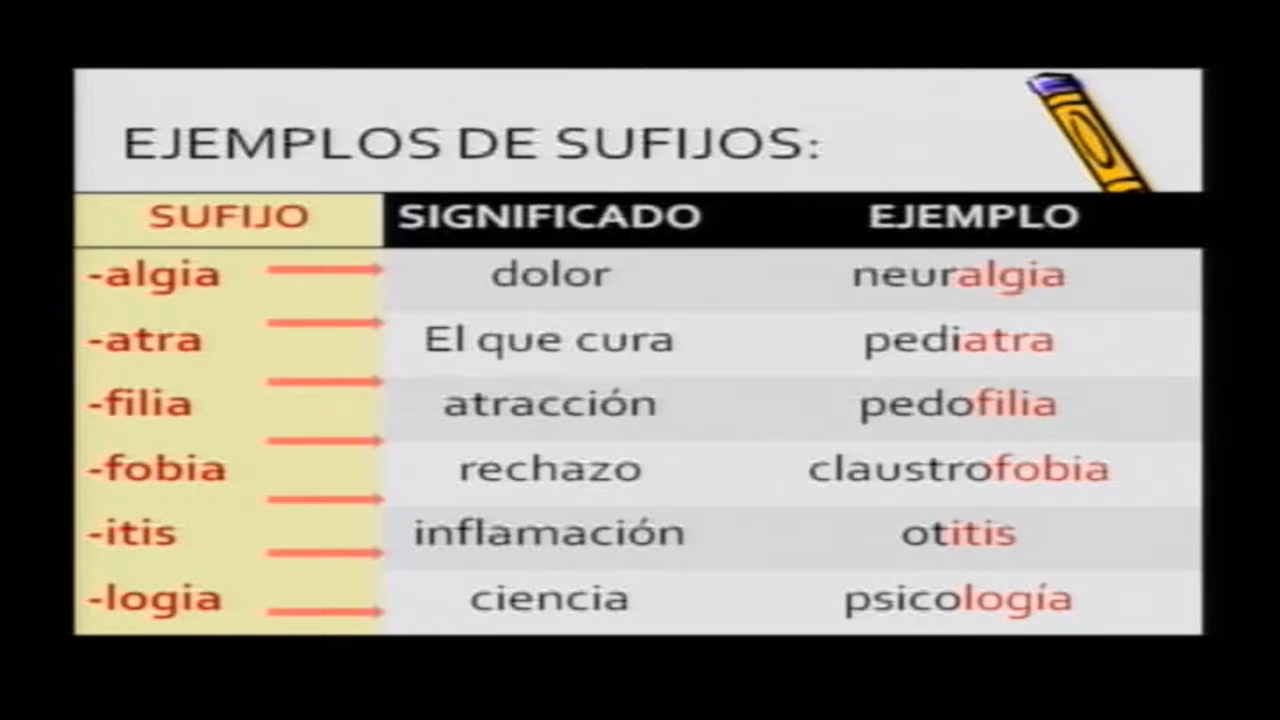 EJEMPLOS DE SUFIJOS:
SUFIJO SIGNIFICADO EJEMPLO
-algia dolor neuralgia
-atra El que cura pediatra
-filia atracción pedofilia
-fobia rechazo claustrofobia
-itis inflamación otitis
-logia ciencia psicología